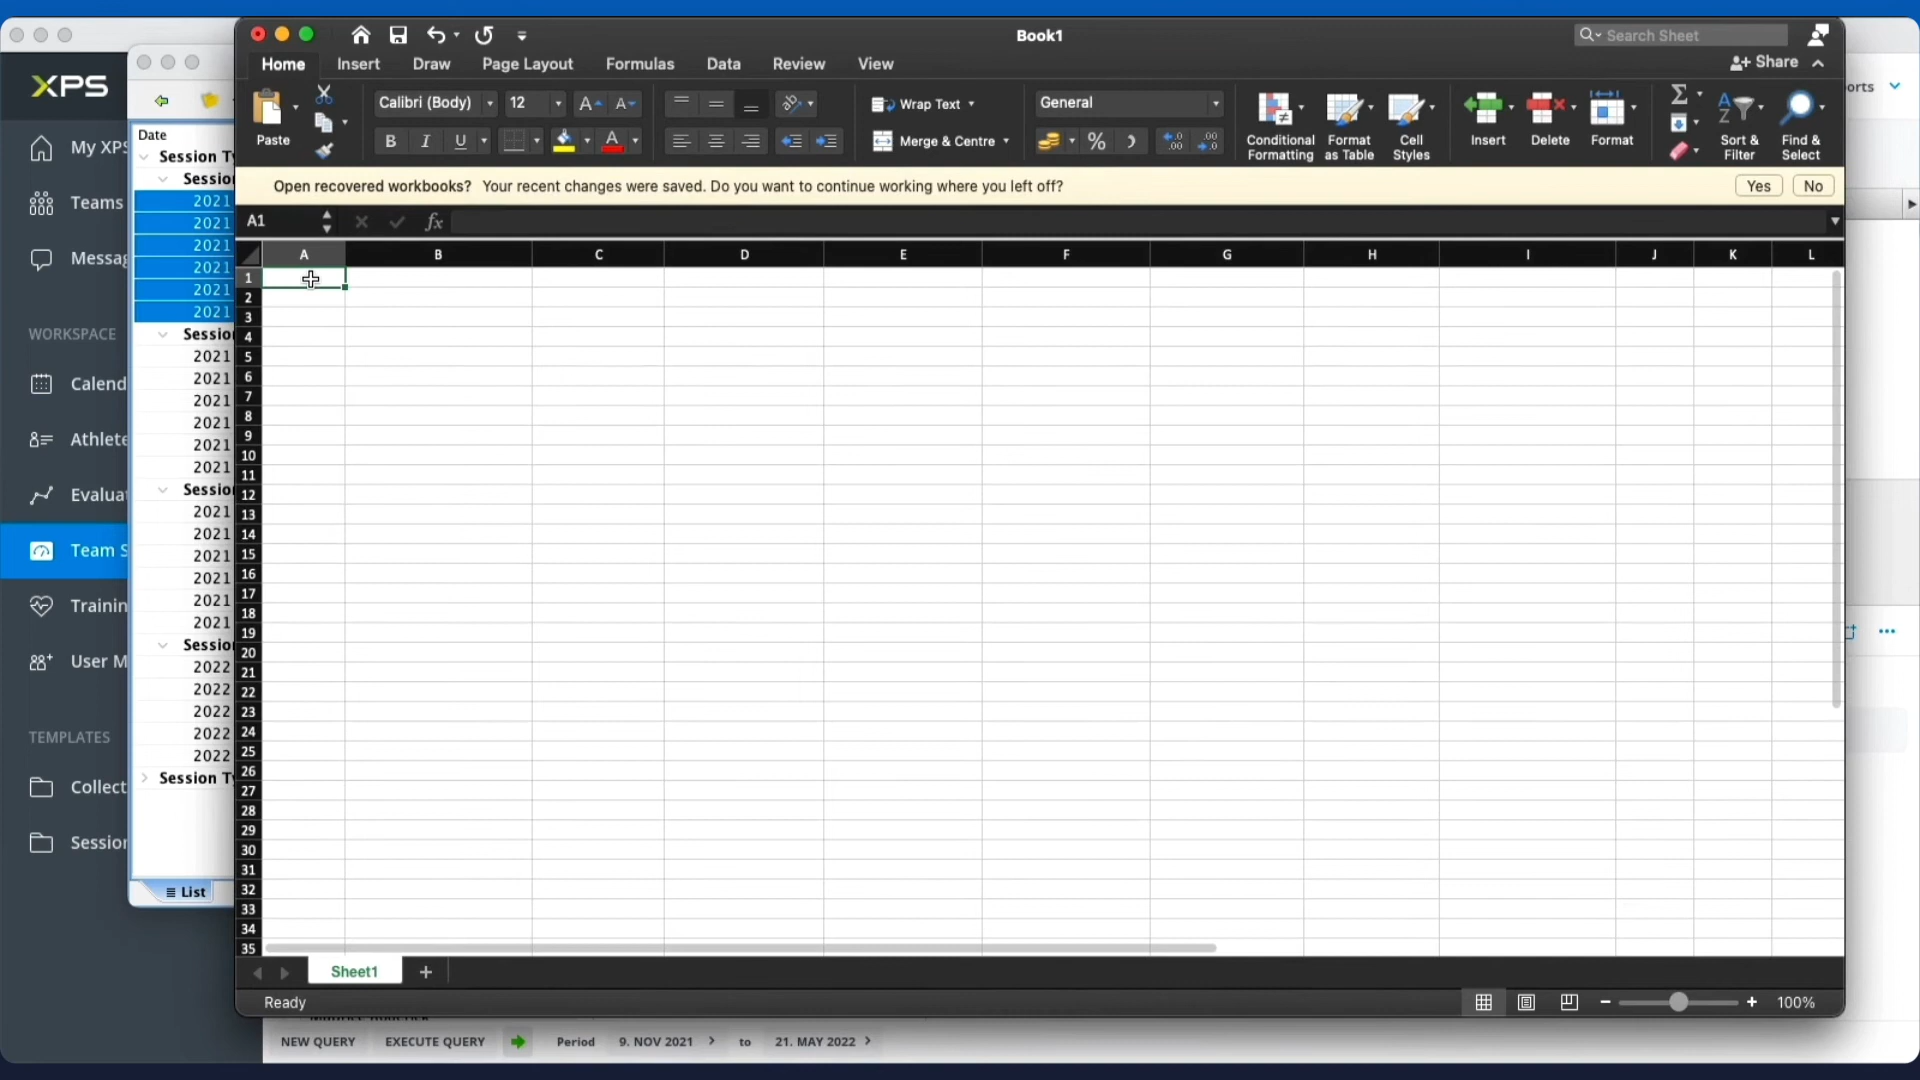 Book1
Search Sheet
Home Insert Draw Page Layout Formulas Data Review View
Share
Paste
Calibri (Body) 12
B I U
Wrap Text
Merge & Centre
General
Conditional Formatting
Format as Table
Cell Styles
Insert
Delete
Format
Sort & Filter
Find & Select
Open recovered workbooks? Your recent changes were saved. Do you want to continue working where you left off? Yes No
A1 fx
A B C D E F G H I J K L
1
2
3
4
5
6
7
8
9
10
11
12
13
14
15
16
17
18
19
20
21
22
23
24
25
26
27
28
29
30
31
32
33
34
35
Sheet1
Ready
100%
XPS
My XPS
Teams
Messag
WORKSPACE
Calend
Athlete
Evaluat
Team S
Trainin
User M
TEMPLATES
Collect
Session
Date
Session Ty
Session
2021
2021
2021
2021
2021
2021
Session
2021
2021
2021
2021
2021
2021
Session
2021
2021
2021
2021
2021
2021
Session
2022
2022
2022
2022
2022
Session Ty
List
orts
NEW QUERY EXECUTE QUERY Period 9. NOV 2021 to 21. MAY 2022